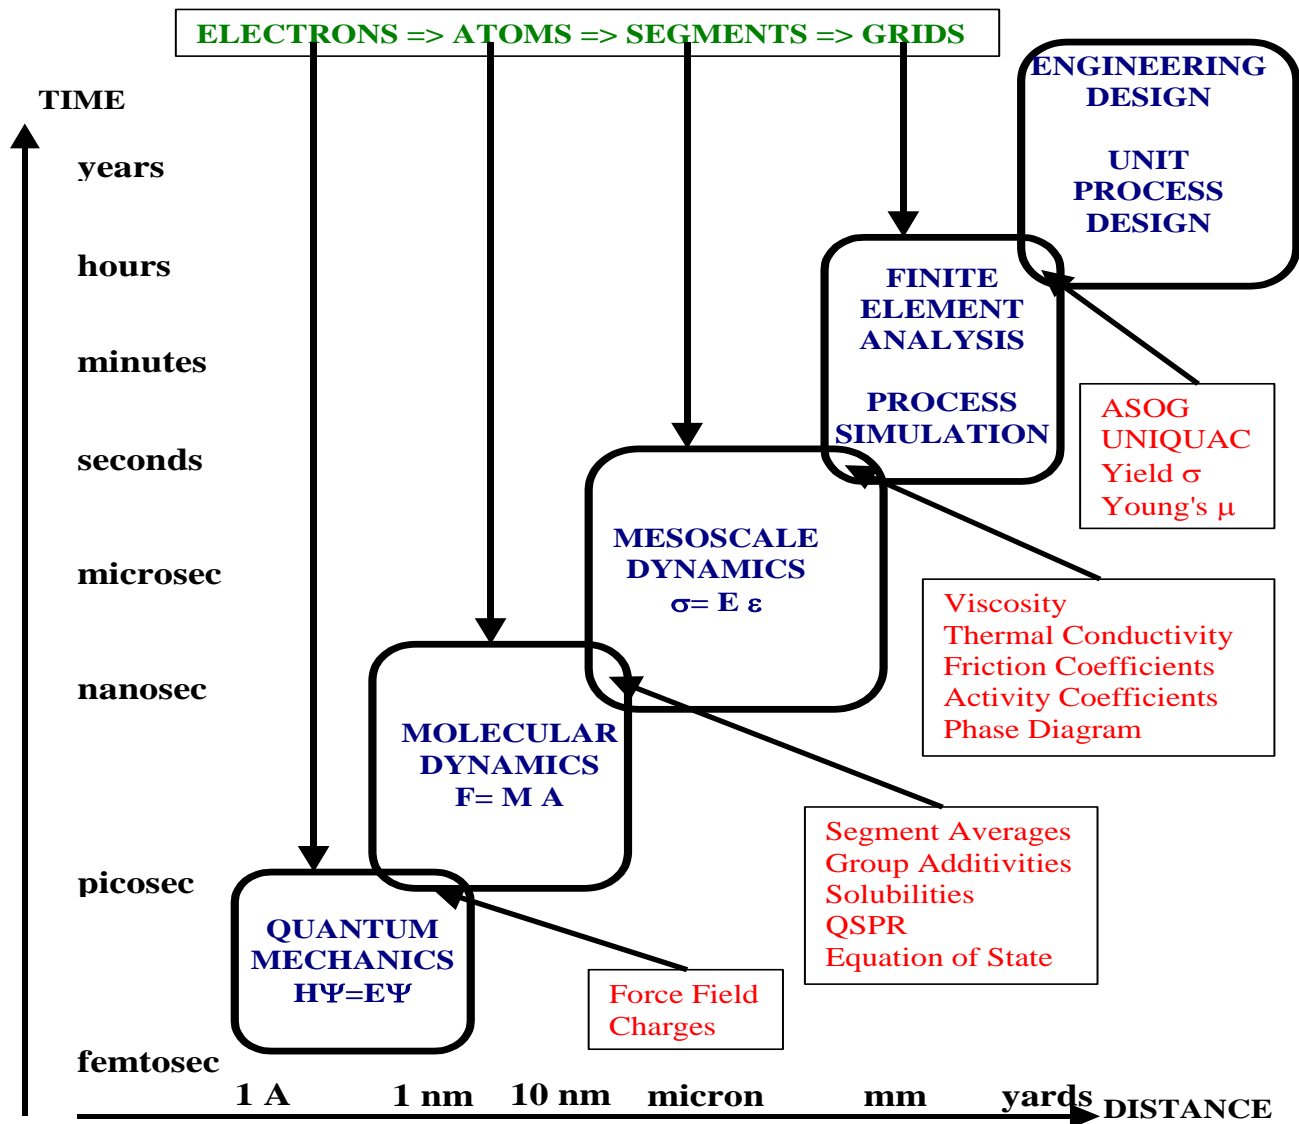 ELECTRONS => ATOMS => SEGMENTS => GRIDS
ENGINEERING
DESIGN
UNIT
PROCESS
DESIGN
TIME
years
hours
minutes
seconds
microsec
nanosec
picosec
femtosec
FINITE
ELEMENT
ANALYSIS
PROCESS
SIMULATION
ASOG
UNIQUAC
Yield σ
Young's μ
MESOSCALE
DYNAMICS
σ= E ε
Viscosity
Thermal Conductivity
Friction Coefficients
Activity Coefficients
Phase Diagram
MOLECULAR
DYNAMICS
F= M A
Segment Averages
Group Additivities
Solubilities
QSPR
Equation of State
QUANTUM
MECHANICS
HΨ=EΨ
Force Field
Charges
1 A 1 nm 10 nm micron mm yards DISTANCE